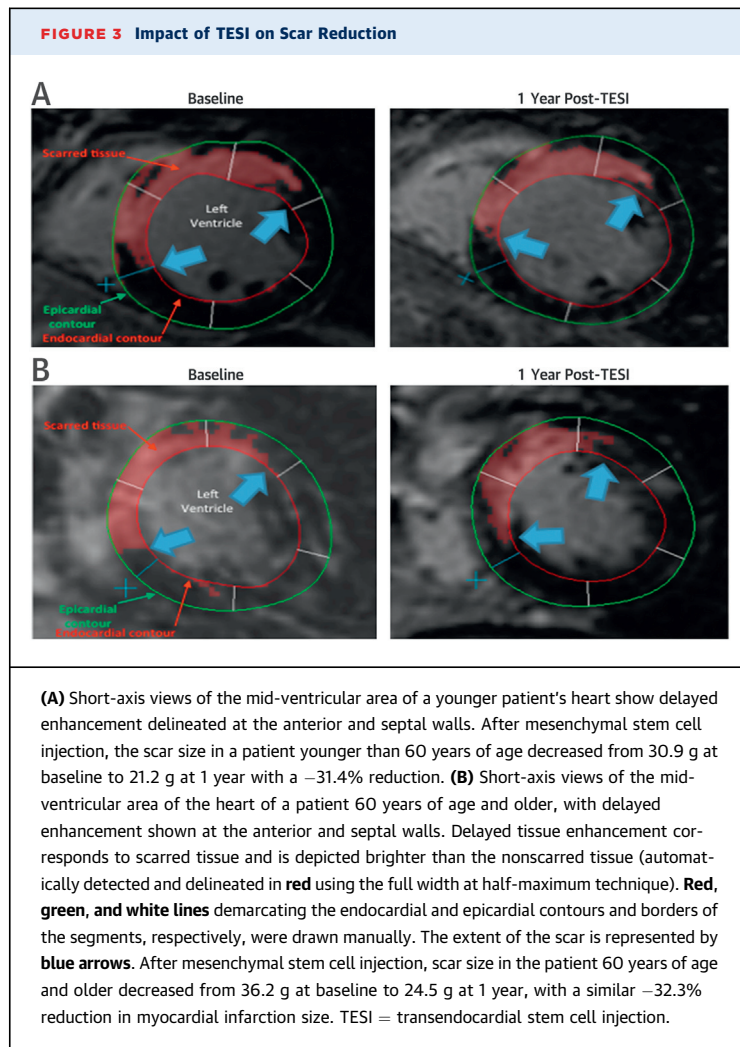 FIGURE 3 Impact of TESI on Scar Reduction
A
Baseline
1 Year Post-TESI
Scarred tissue
Left
Ventricle
Epicardial
contour
Endocardial contour
B
Baseline
1 Year Post-TESI
Scarred tissue
Left
Ventricle
Epicardial
contour
Endocardial contour
(A) Short-axis views of the mid-ventricular area of a younger patient's heart show delayed
enhancement delineated at the anterior and septal walls. After mesenchymal stem cell
injection, the scar size in a patient younger than 60 years of age decreased from 30.9 g at
baseline to 21.2 g at 1 year with a −31.4% reduction. (B) Short-axis views of the mid-
ventricular area of the heart of a patient 60 years of age and older, with delayed
enhancement shown at the anterior and septal walls. Delayed tissue enhancement cor-
responds to scarred tissue and is depicted brighter than the nonscarred tissue (automat-
ically detected and delineated in red using the full width at half-maximum technique). Red,
green, and white lines demarcating the endocardial and epicardial contours and borders of
the segments, respectively, were drawn manually. The extent of the scar is represented by
blue arrows. After mesenchymal stem cell injection, scar size in the patient 60 years of age
and older decreased from 36.2 g at baseline to 24.5 g at 1 year, with a similar −32.3%
reduction in myocardial infarction size. TESI = transendocardial stem cell injection.